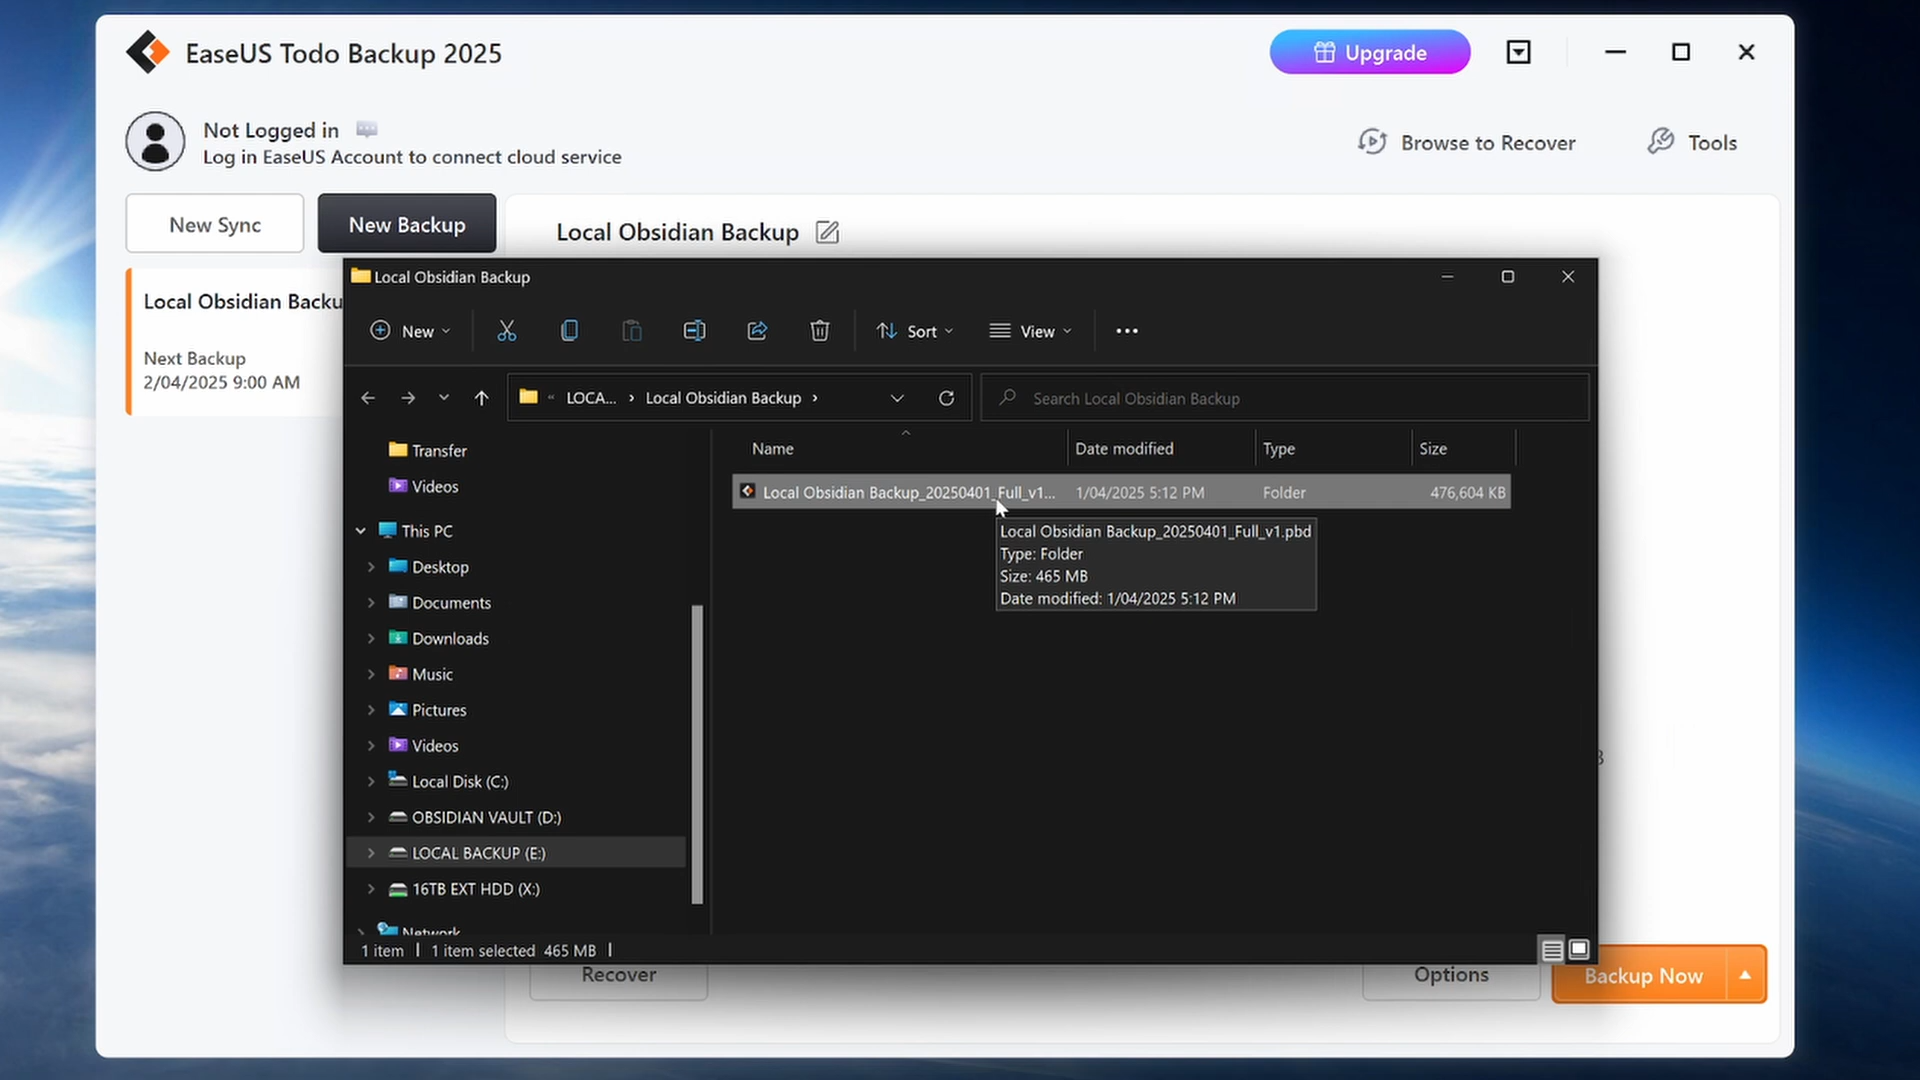 EaseUS Todo Backup 2025
Upgrade
Not Logged in
Log in EaseUS Account to connect cloud service
Browse to Recover
Tools
New Sync
New Backup
Local Obsidian Backup
Local Obsidian Backu
Next Backup
2/04/2025 9:00 AM
Local Obsidian Backup
New
Sort
View
LOCA... › Local Obsidian Backup ›
Search Local Obsidian Backup
Transfer
Videos
This PC
Desktop
Documents
Downloads
Music
Pictures
Videos
Local Disk (C:)
OBSIDIAN VAULT (D:)
LOCAL BACKUP (E:)
16TB EXT HDD (X:)
Network
Name Date modified Type Size
Local Obsidian Backup_20250401_Full_v1... 1/04/2025 5:12 PM Folder 476,604 KB
Local Obsidian Backup_20250401_Full_v1.pbd
Type: Folder
Size: 465 MB
Date modified: 1/04/2025 5:12 PM
1 item | 1 item selected 465 MB |
Recover
Options
Backup Now